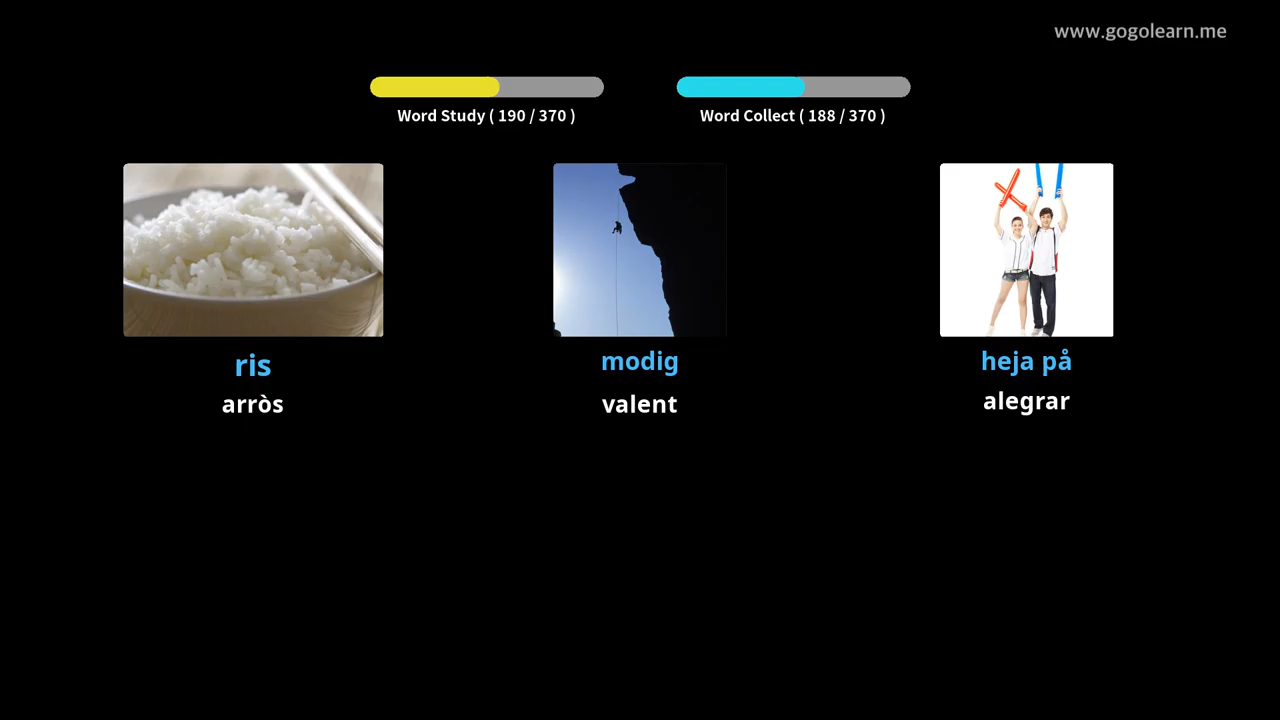 www.gogolearn.me
Word Study ( 190 / 370 )
Word Collect ( 188 / 370 )
ris
modig
heja på
arròs
valent
alegrar